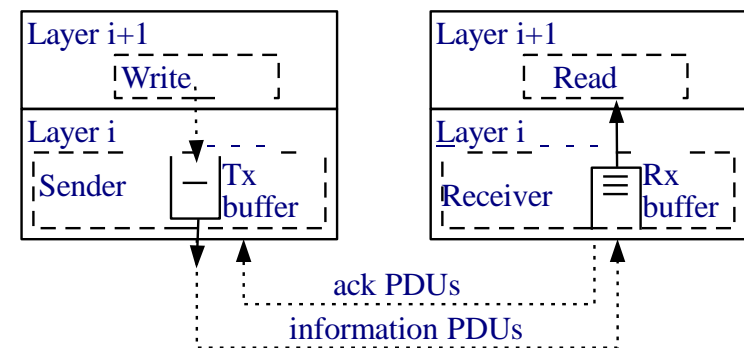 Layer i+1
Write
Layer i
Sender
Tx
buffer
Layer i+1
Read
Layer i
Receiver
Rx
buffer
ack PDUs
information PDUs